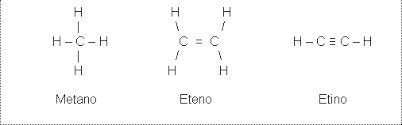 H H H
H – C – H C = C H – C ≡ C – H
H H H
Metano Eteno Etino